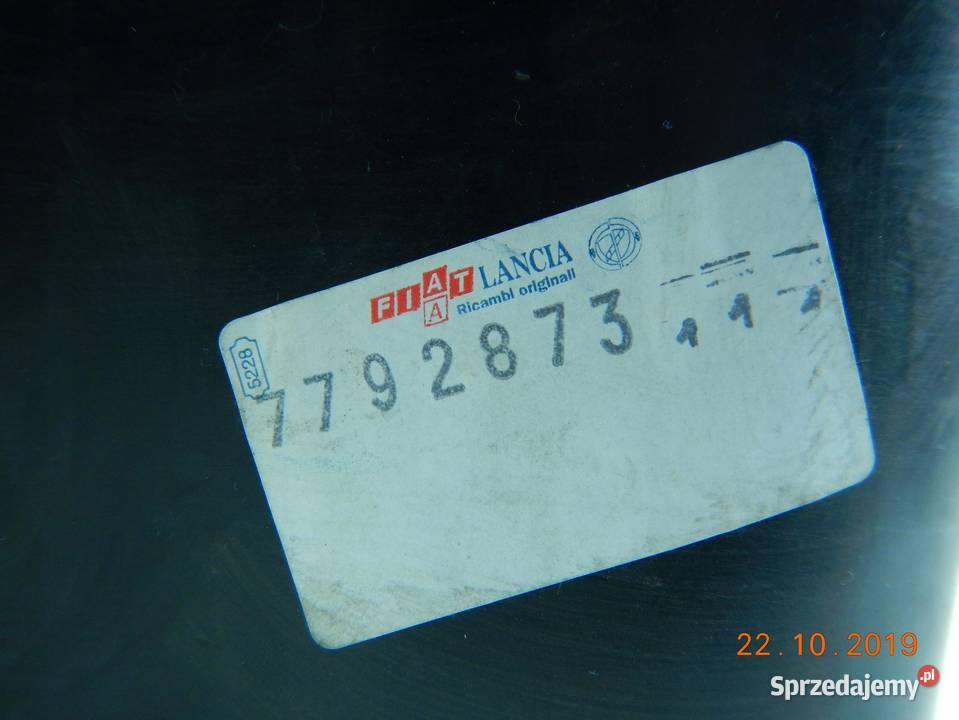 FIAT LANCIA
A
Ricambi originali
5228
7792873
22.10.2019
Sprzedajemy.pl